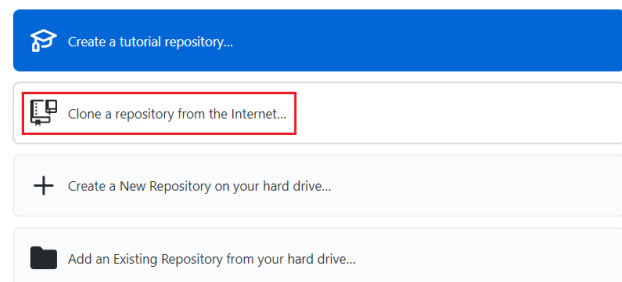 Create a tutorial repository...
Clone a repository from the Internet...
Create a New Repository on your hard drive...
Add an Existing Repository from your hard drive...